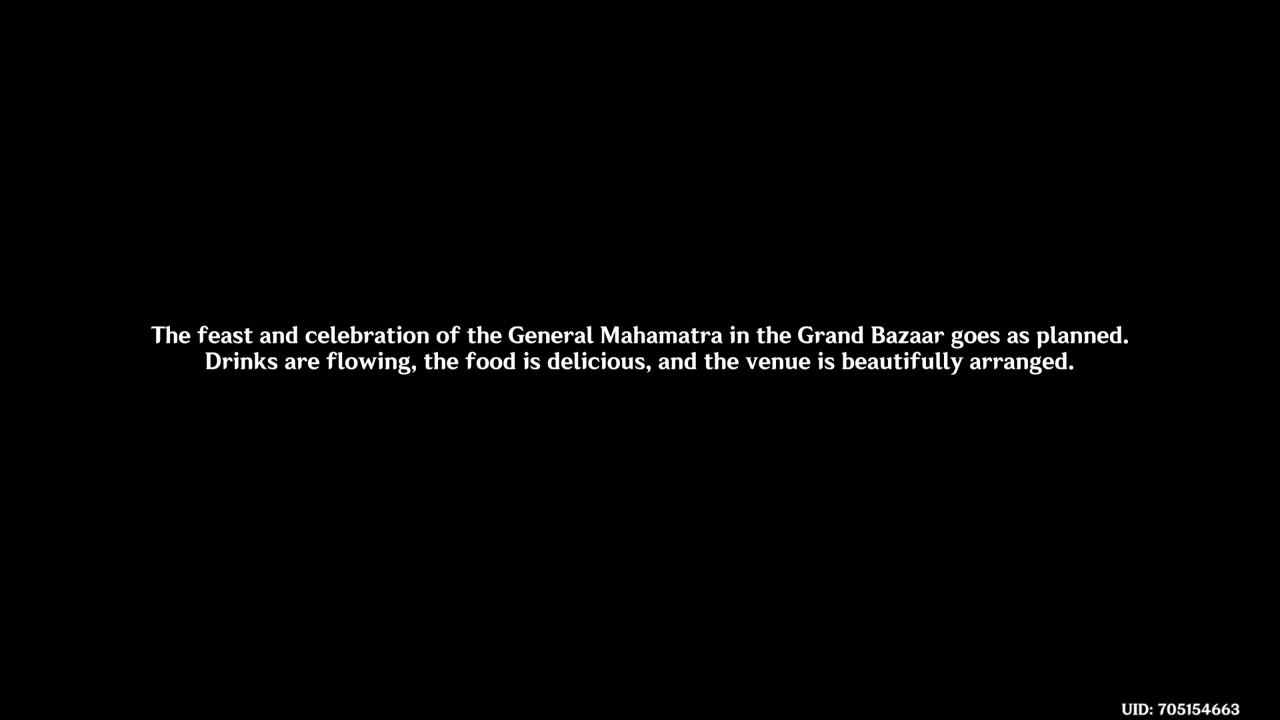 The feast and celebration of the General Mahamatra in the Grand Bazaar goes as planned.
Drinks are flowing, the food is delicious, and the venue is beautifully arranged.
UID: 705154663